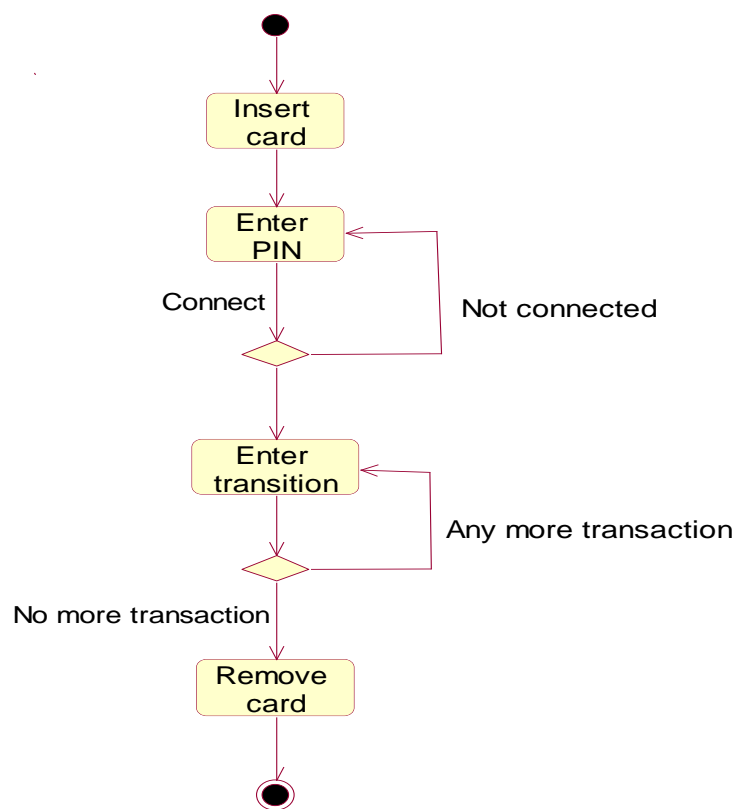 Insert
card
Enter
PIN
Connect
Not connected
Enter
transition
Any more transaction
No more transaction
Remove
card